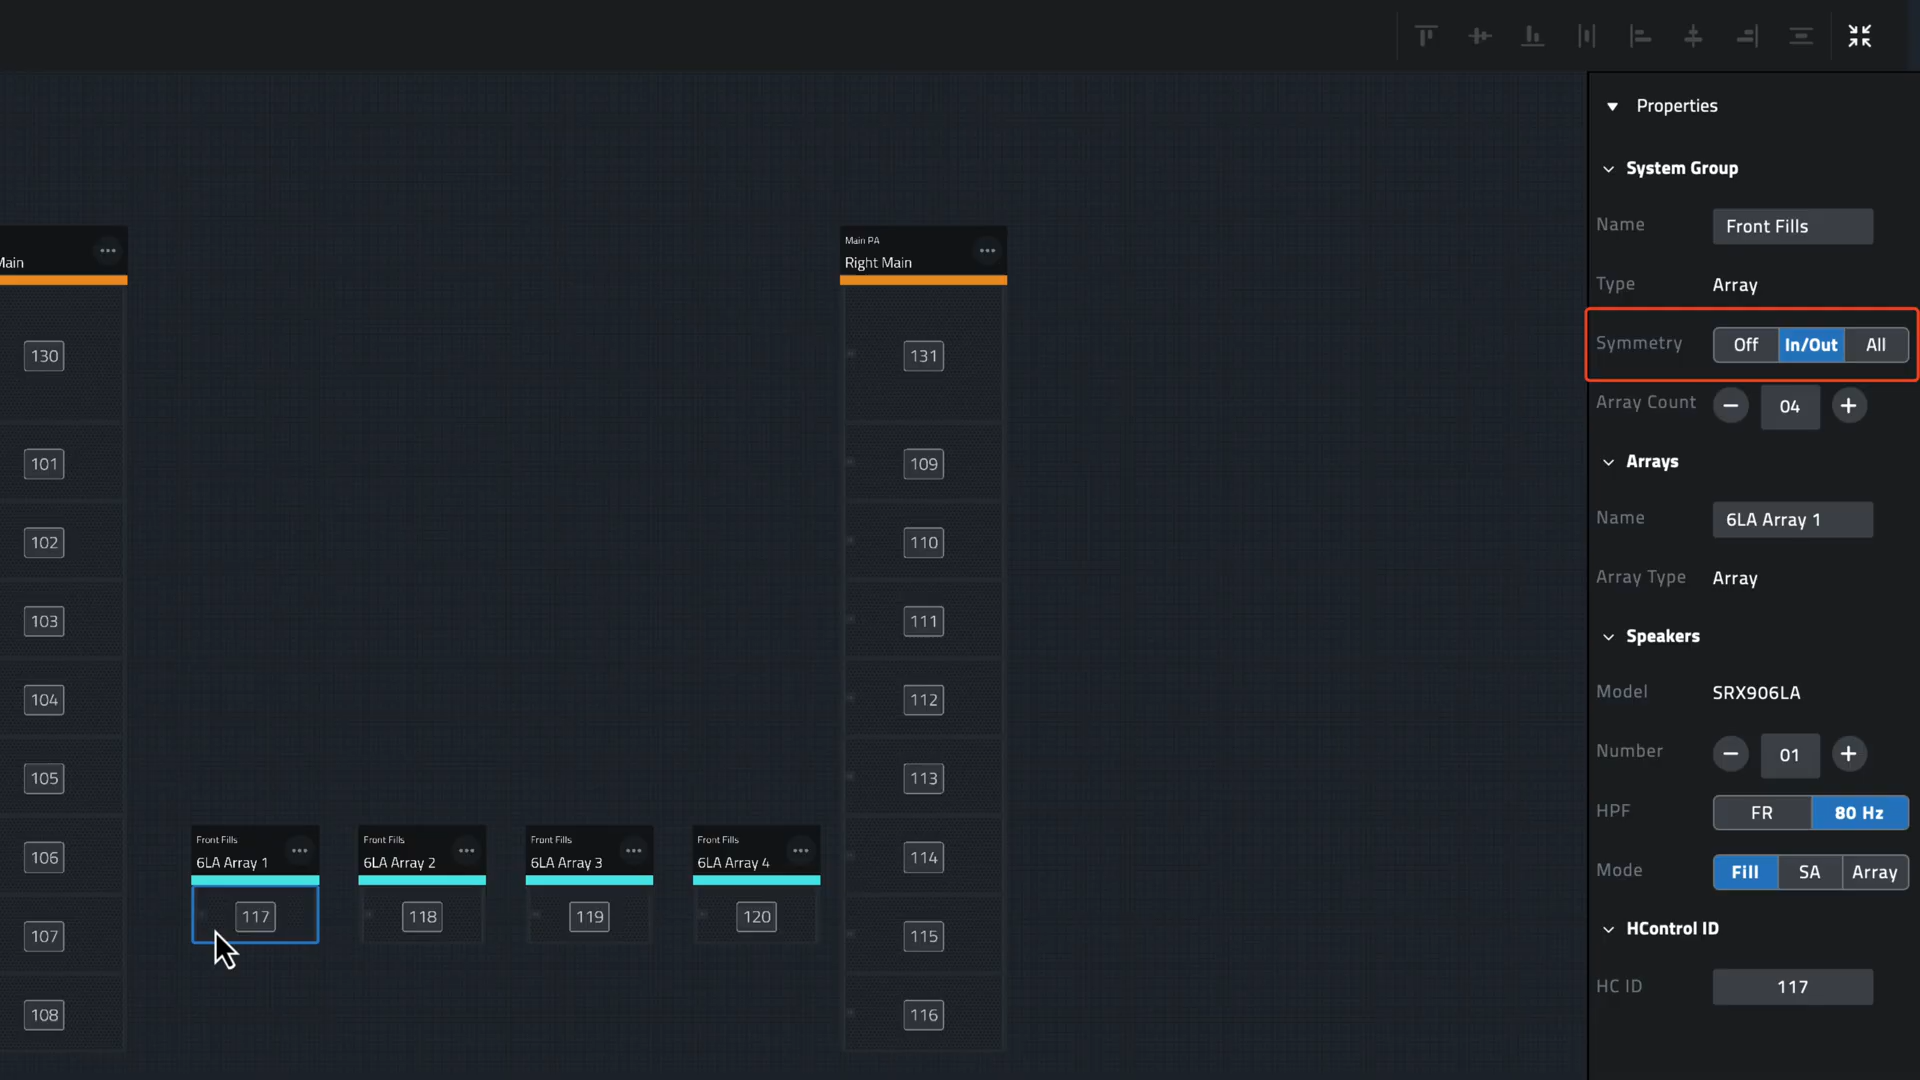 Main
130
101
102
103
104
105
106
107
108
Front Fills
6LA Array 1
117
Front Fills
6LA Array 2
118
Front Fills
6LA Array 3
119
Front Fills
6LA Array 4
120
Main PA
Right Main
131
109
110
111
112
113
114
115
116
Properties
System Group
Name Front Fills
Type Array
Symmetry Off In/Out All
Array Count 04
Arrays
Name 6LA Array 1
Array Type Array
Speakers
Model SRX906LA
Number 01
HPF FR 80 Hz
Mode Fill SA Array
HControl ID
HC ID 117